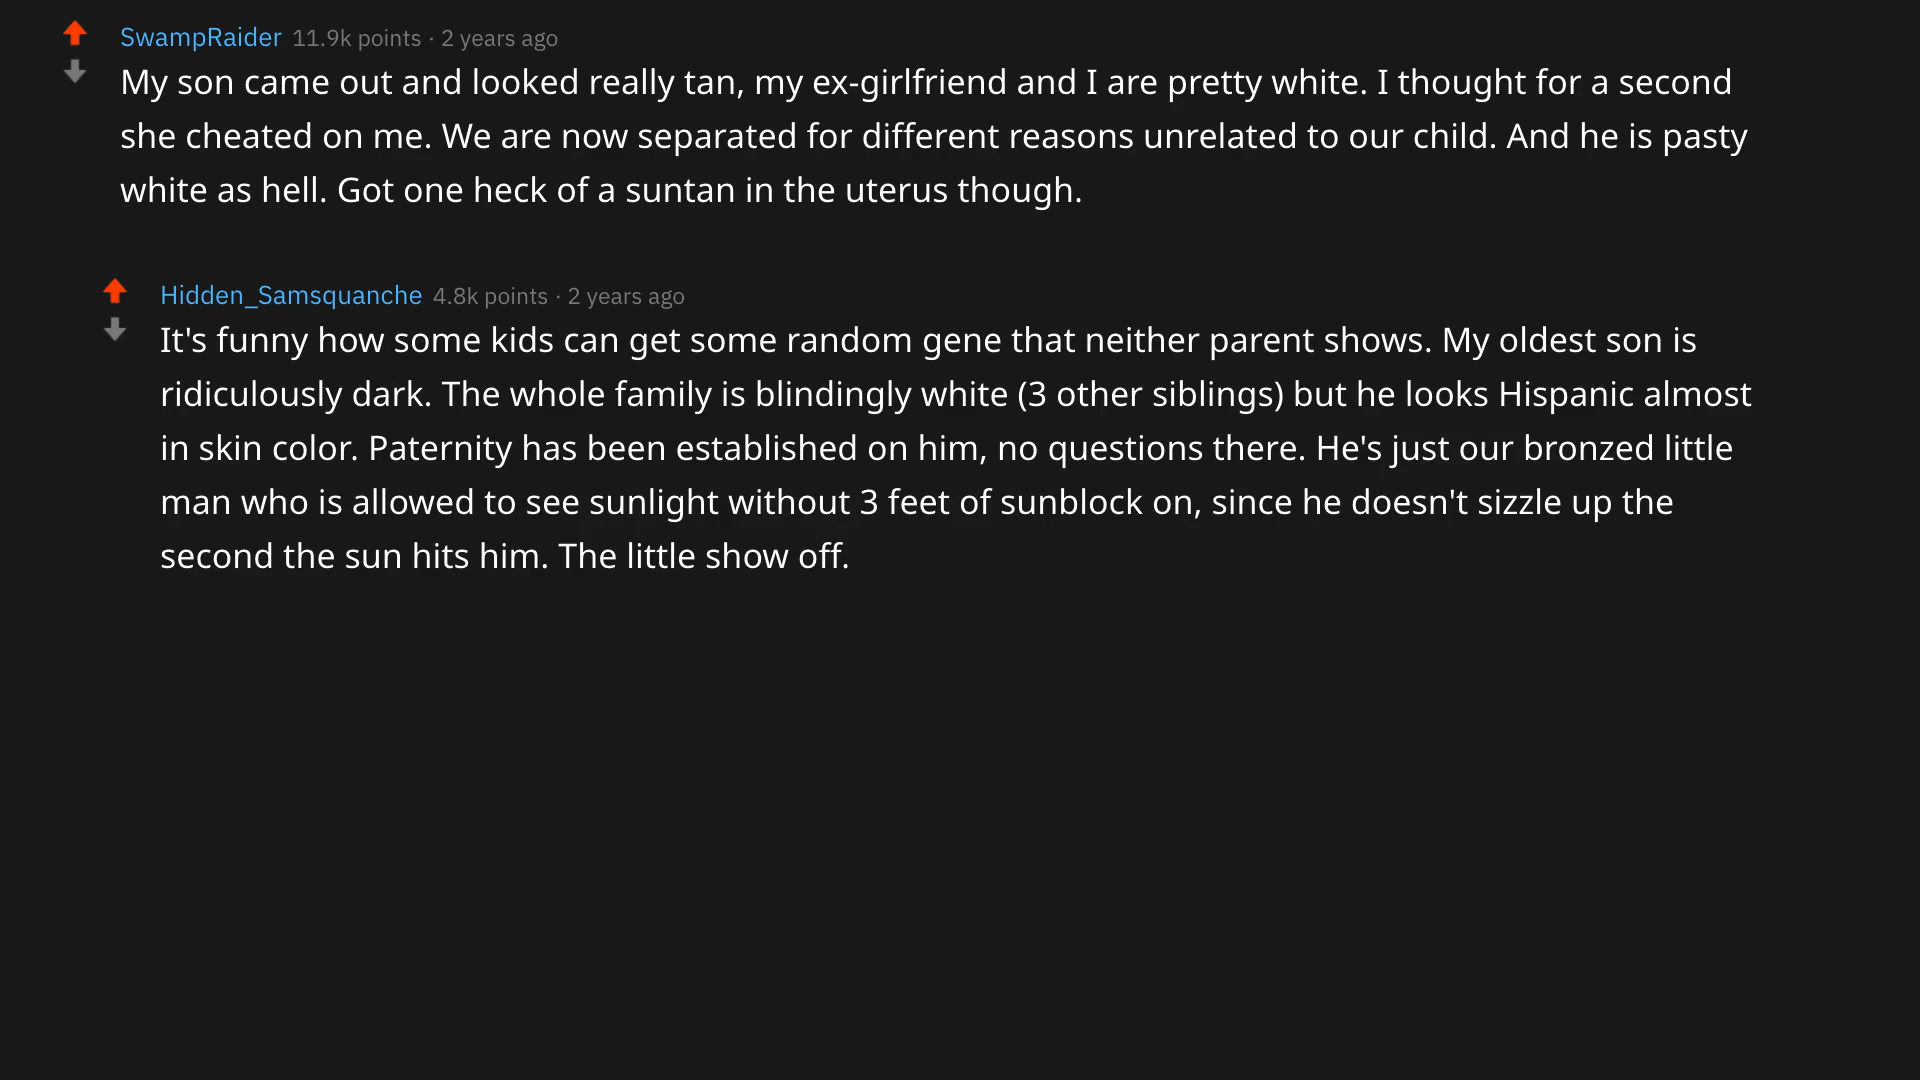 SwampRaider 11.9k points · 2 years ago
My son came out and looked really tan, my ex-girlfriend and I are pretty white. I thought for a second
she cheated on me. We are now separated for different reasons unrelated to our child. And he is pasty
white as hell. Got one heck of a suntan in the uterus though.
Hidden_Samsquanche 4.8k points · 2 years ago
It's funny how some kids can get some random gene that neither parent shows. My oldest son is
ridiculously dark. The whole family is blindingly white (3 other siblings) but he looks Hispanic almost
in skin color. Paternity has been established on him, no questions there. He's just our bronzed little
man who is allowed to see sunlight without 3 feet of sunblock on, since he doesn't sizzle up the
second the sun hits him. The little show off.